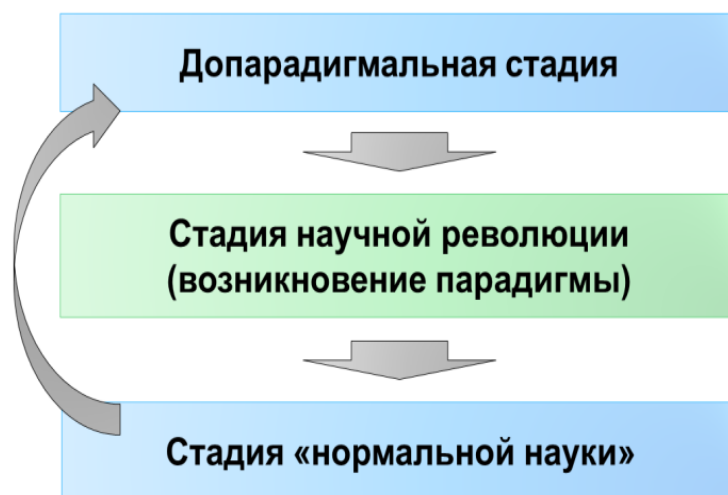 Допарадигмальная стадия
Стадия научной революции
(возникновение парадигмы)
Стадия «нормальной науки»